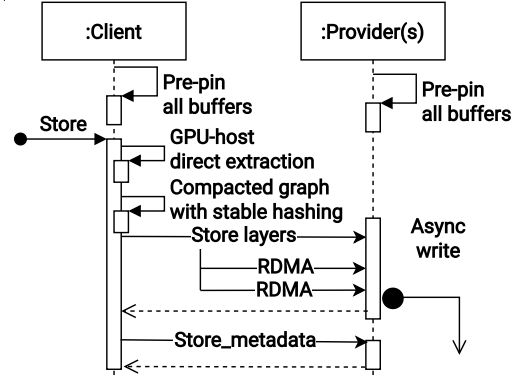 :Client
:Provider(s)
Pre-pin
all buffers
Pre-pin
all buffers
Store
GPU-host
direct extraction
Compacted graph
with stable hashing
Store layers
Async
write
RDMA
RDMA
Store_metadata